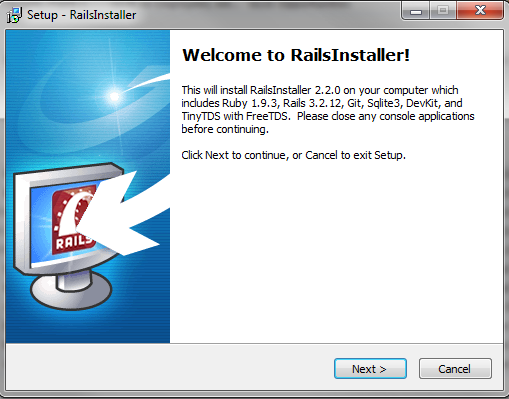 Setup - RailsInstaller
Welcome to RailsInstaller!
This will install RailsInstaller 2.2.0 on your computer which
includes Ruby 1.9.3, Rails 3.2.12, Git, Sqlite3, DevKit, and
TinyTDS with FreeTDS. Please close any console applications
before continuing.
Click Next to continue, or Cancel to exit Setup.
RAILS
Next >
Cancel